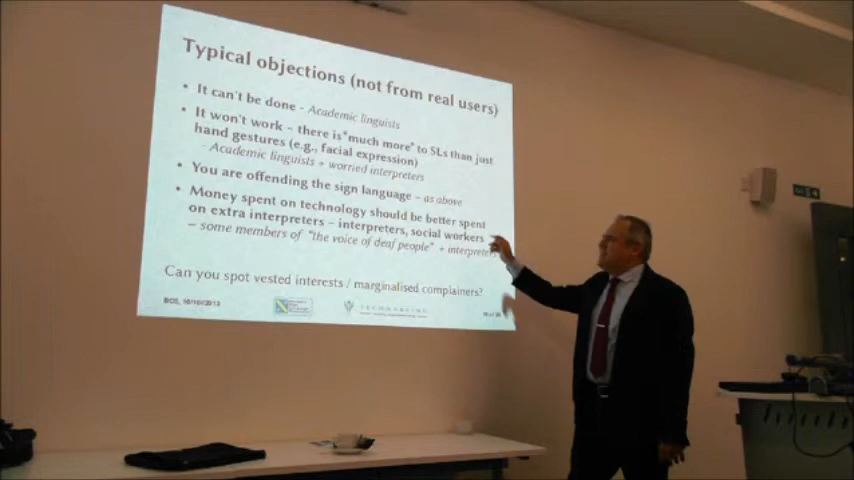 Typical objections (not from real users)
• It can't be done - Academic linguists
• It won't work – there is "much more" to SLs than just
hand gestures (e.g., facial expression)
- Academic linguists + worried interpreters
• You are offending the sign language – as above
• Money spent on technology should be better spent
on extra interpreters – interpreters, social workers
– some members of "the voice of deaf people" + interpreters
Can you spot vested interests / marginalised complainers?
BCS, 16/10/2013
TECHNABLING